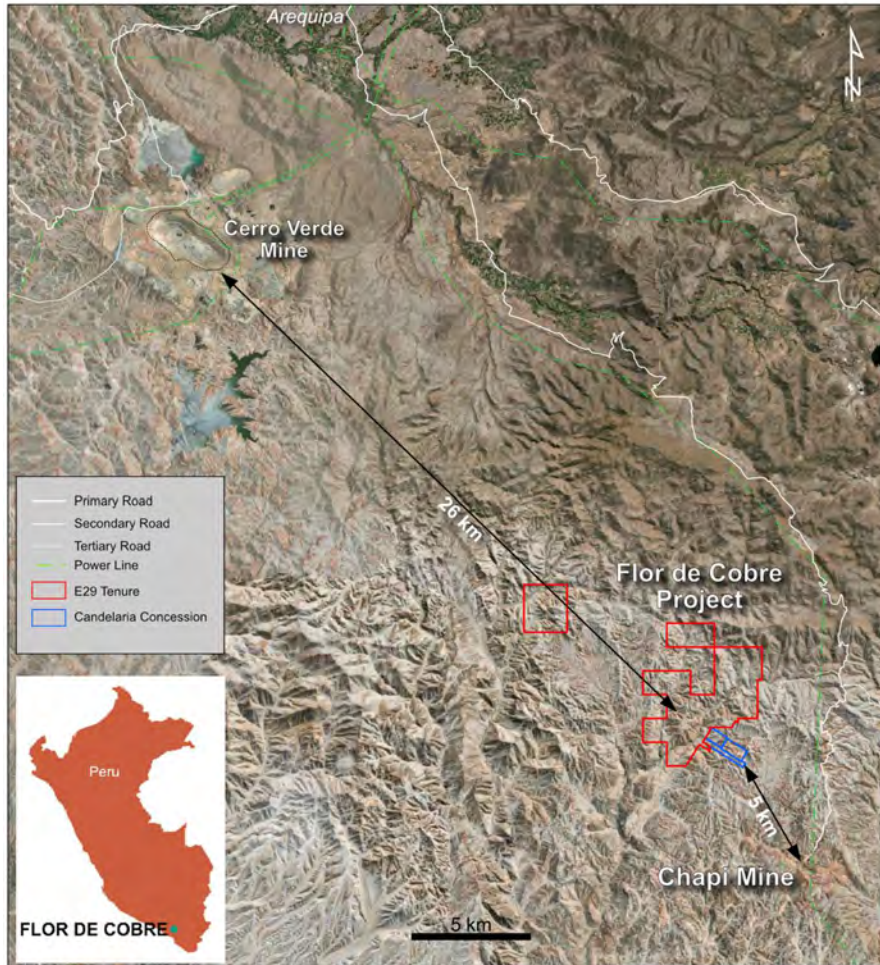 Arequipa
N
Cerro Verde
Mine
26 km
Primary Road
Secondary Road
Tertiary Road
Power Line
E29 Tenure
Candelaria Concession
Flor de Cobre
Project
Peru
5 km
Chapi Mine
FLOR DE COBRE
5 km